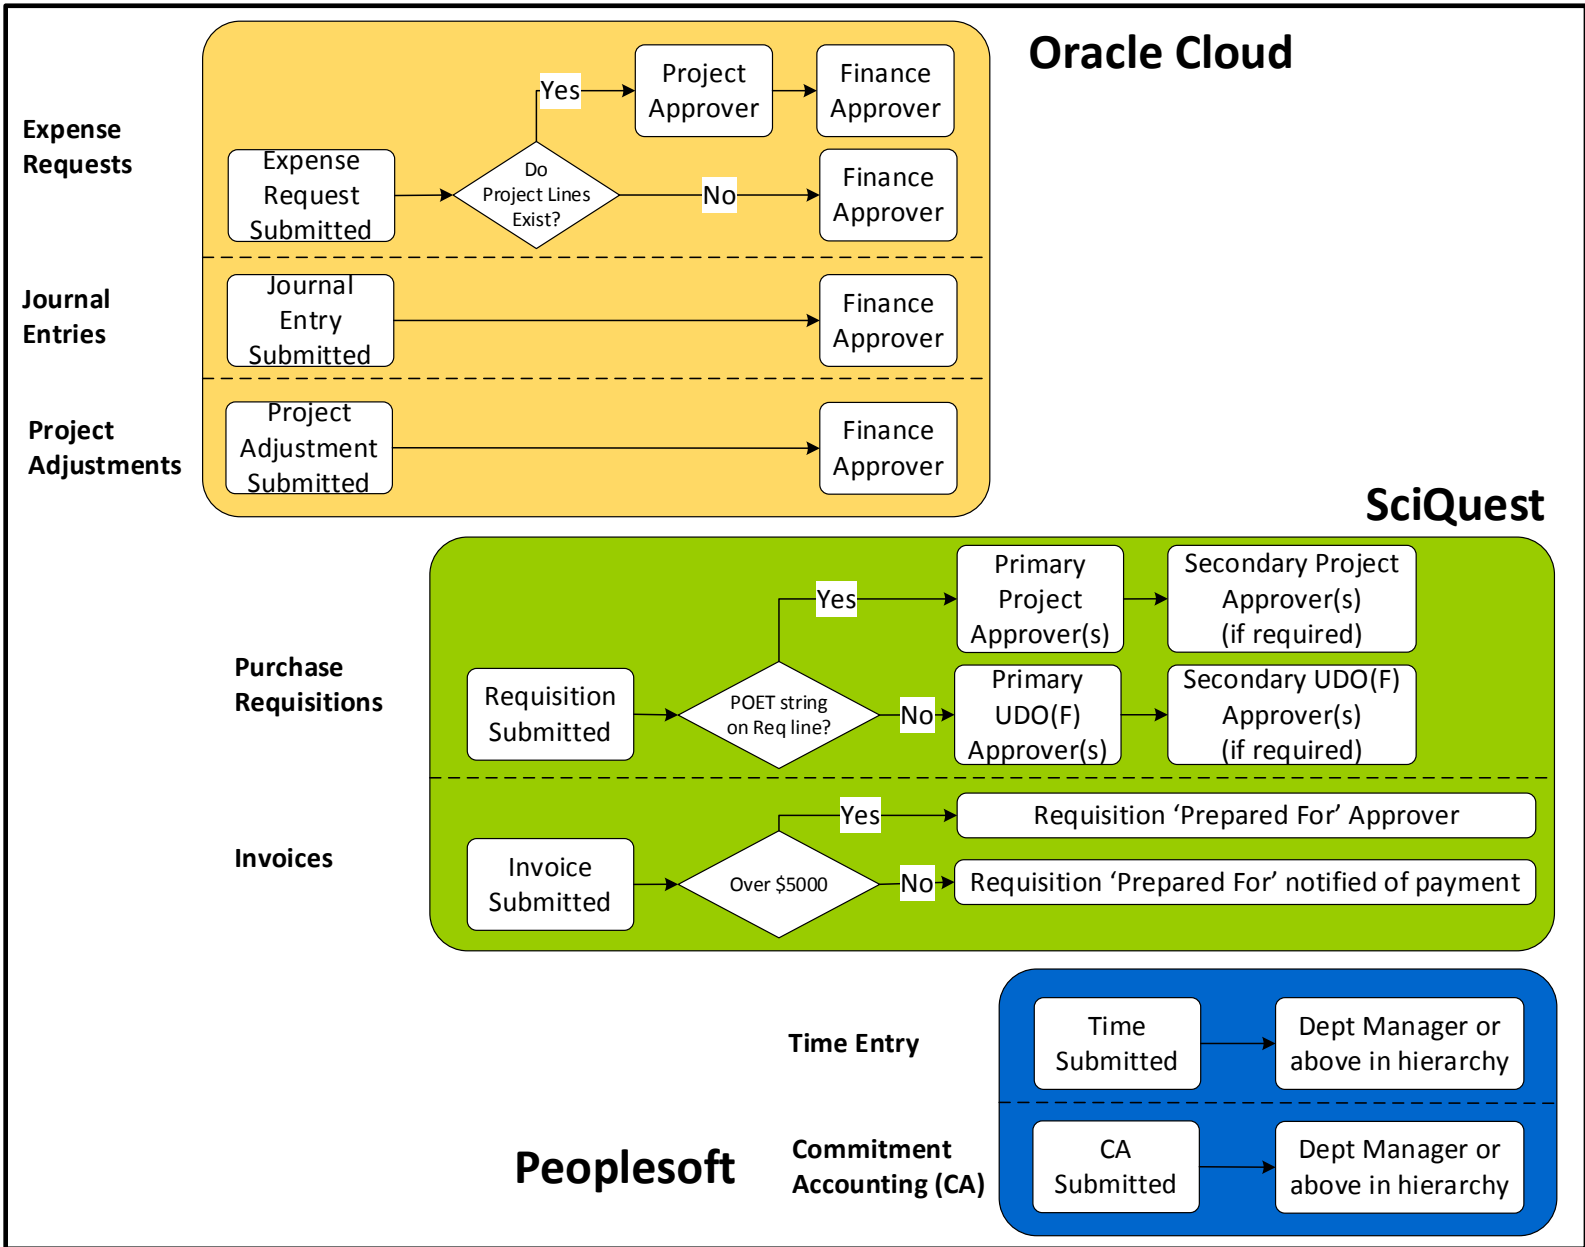 Oracle Cloud
Expense
Requests
Expense
Request
Submitted
Do
Project Lines
Exist?
Yes
Project
Approver
Finance
Approver
No
Finance
Approver
Journal
Entries
Journal
Entry
Submitted
Finance
Approver
Project
Adjustments
Project
Adjustment
Submitted
Finance
Approver
SciQuest
Purchase
Requisitions
Requisition
Submitted
POET string
on Req line?
Yes
Primary
Project
Approver(s)
Secondary Project
Approver(s)
(if required)
No
Primary
UDO(F)
Approver(s)
Secondary UDO(F)
Approver(s)
(if required)
Invoices
Invoice
Submitted
Over $5000
Yes
Requisition ‘Prepared For’ Approver
No
Requisition ‘Prepared For’ notified of payment
Peoplesoft
Time Entry
Time
Submitted
Dept Manager or
above in hierarchy
Commitment
Accounting (CA)
CA
Submitted
Dept Manager or
above in hierarchy